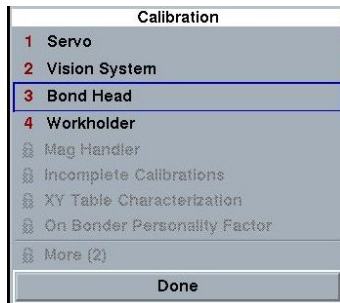 Calibration
1 Servo
2 Vision System
3 Bond Head
4 Workholder
Mag Handler
Incomplete Calibrations
XY Table Characterization
On Bonder Personality Factor
More (2)
Done